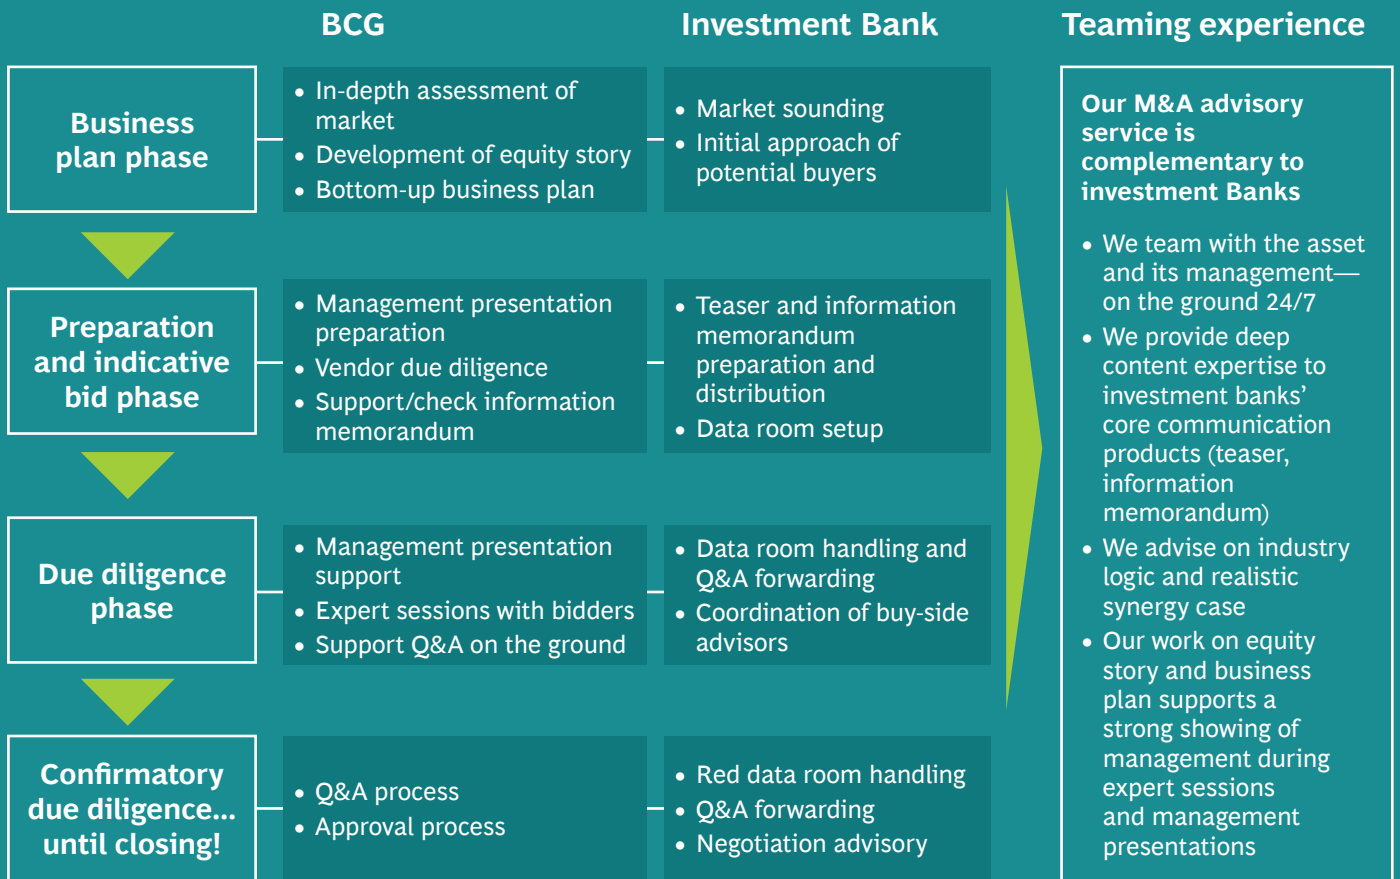 BCG
Investment Bank
Teaming experience
Business
plan phase
• In-depth assessment of
market
• Development of equity story
• Bottom-up business plan
• Market sounding
• Initial approach of
potential buyers
Preparation
and indicative
bid phase
• Management presentation
preparation
• Vendor due diligence
• Support/check information
memorandum
• Teaser and information
memorandum
preparation and
distribution
• Data room setup
Due diligence
phase
• Management presentation
support
• Expert sessions with bidders
• Support Q&A on the ground
• Data room handling and
Q&A forwarding
• Coordination of buy-side
advisors
Confirmatory
due diligence...
until closing!
• Q&A process
• Approval process
• Red data room handling
• Q&A forwarding
• Negotiation advisory
Our M&A advisory
service is
complementary to
investment Banks
• We team with the asset
and its management—
on the ground 24/7
• We provide deep
content expertise to
investment banks’
core communication
products (teaser,
information
memorandum)
• We advise on industry
logic and realistic
synergy case
• Our work on equity
story and business
plan supports a
strong showing of
management during
expert sessions
and management
presentations